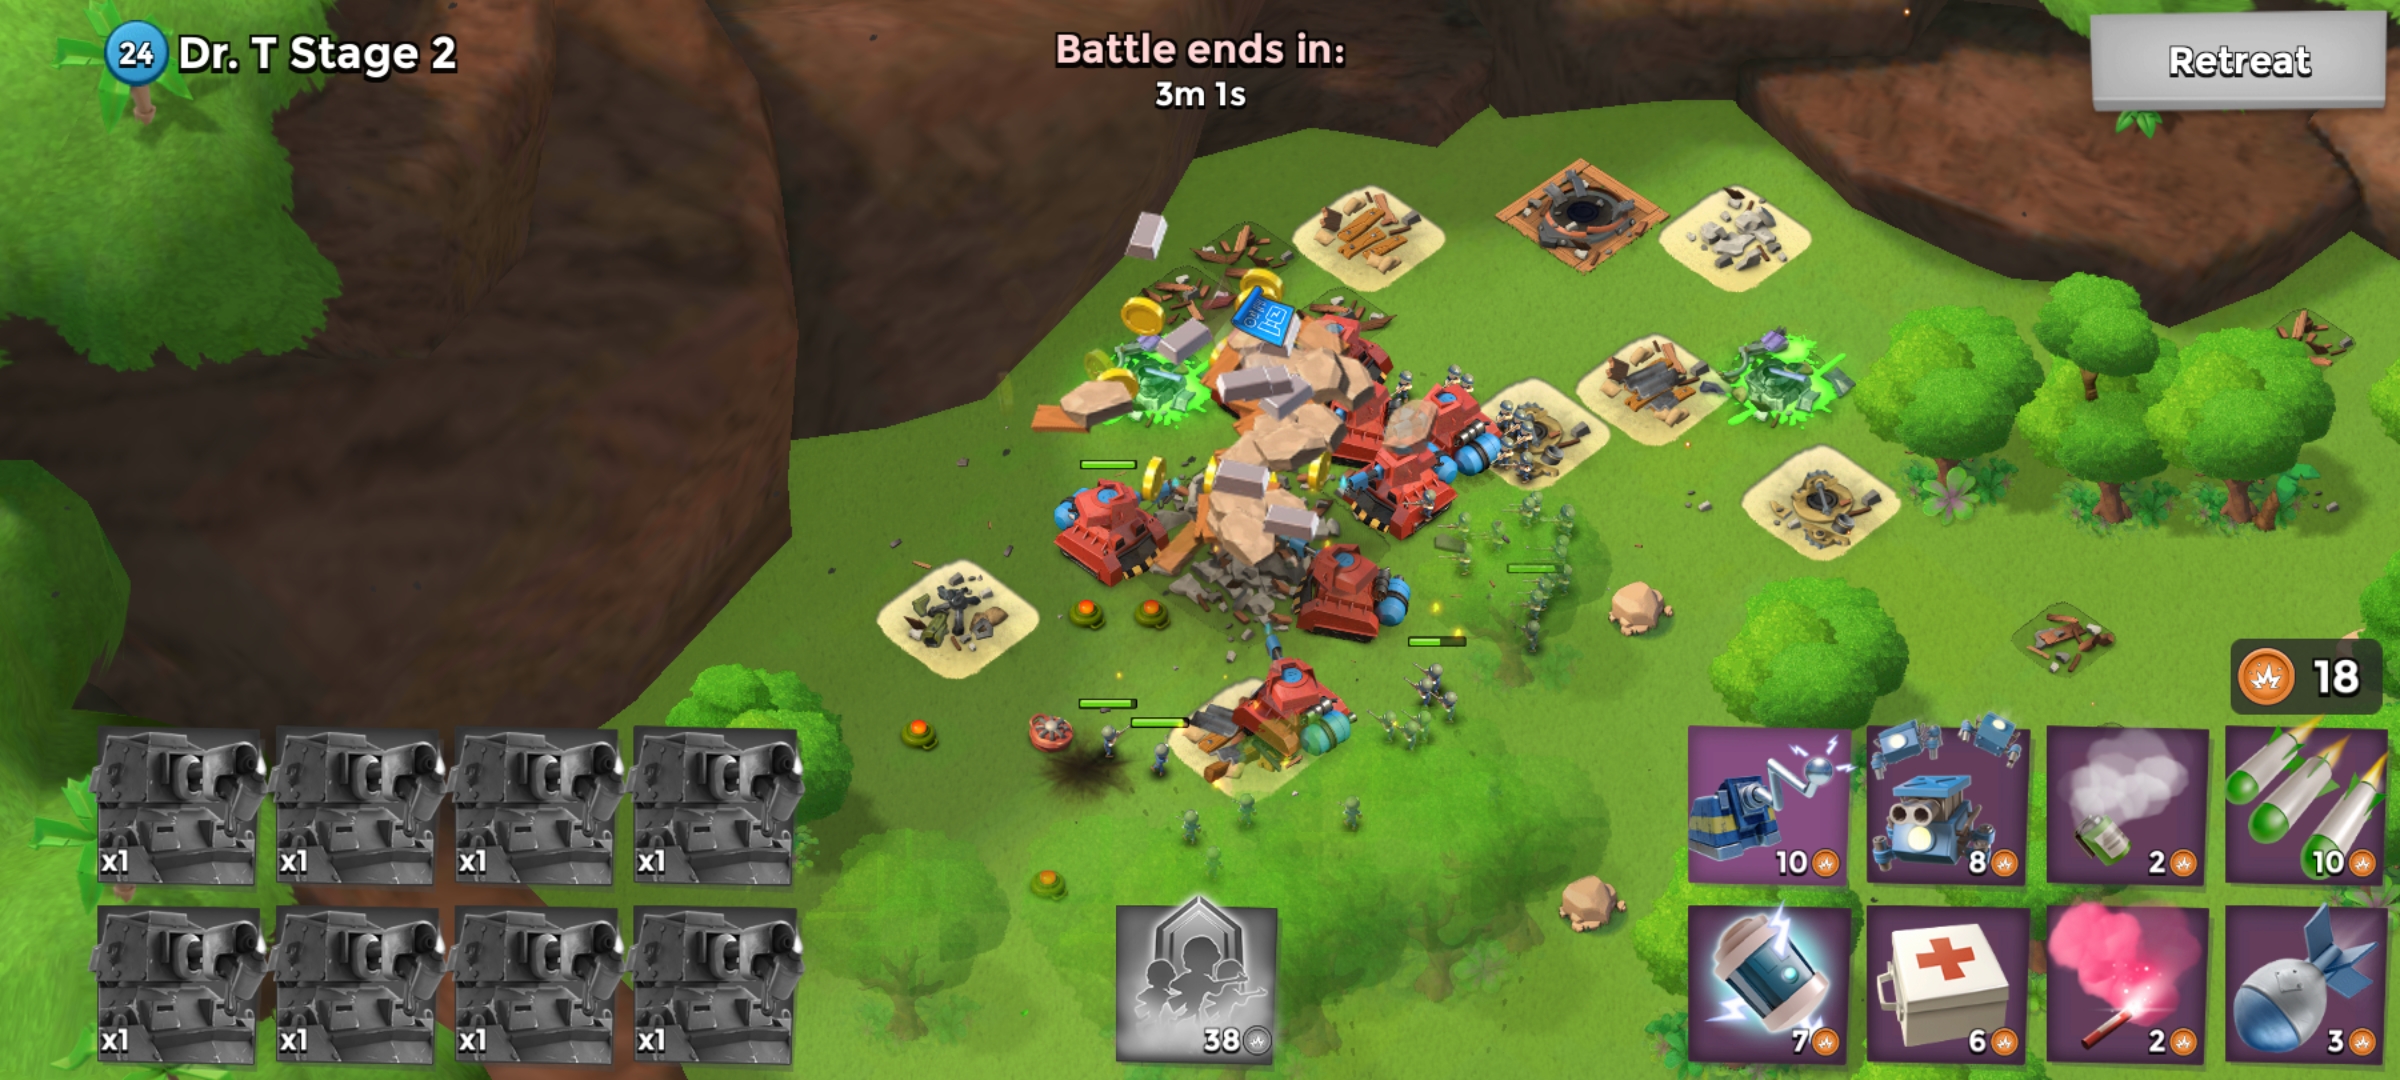 24 Dr. T Stage 2
Battle ends in:
3m 1s
Retreat
18
x1 x1 x1 x1
10 8 2 10
x1 x1 x1 x1
38
7 6 2 3